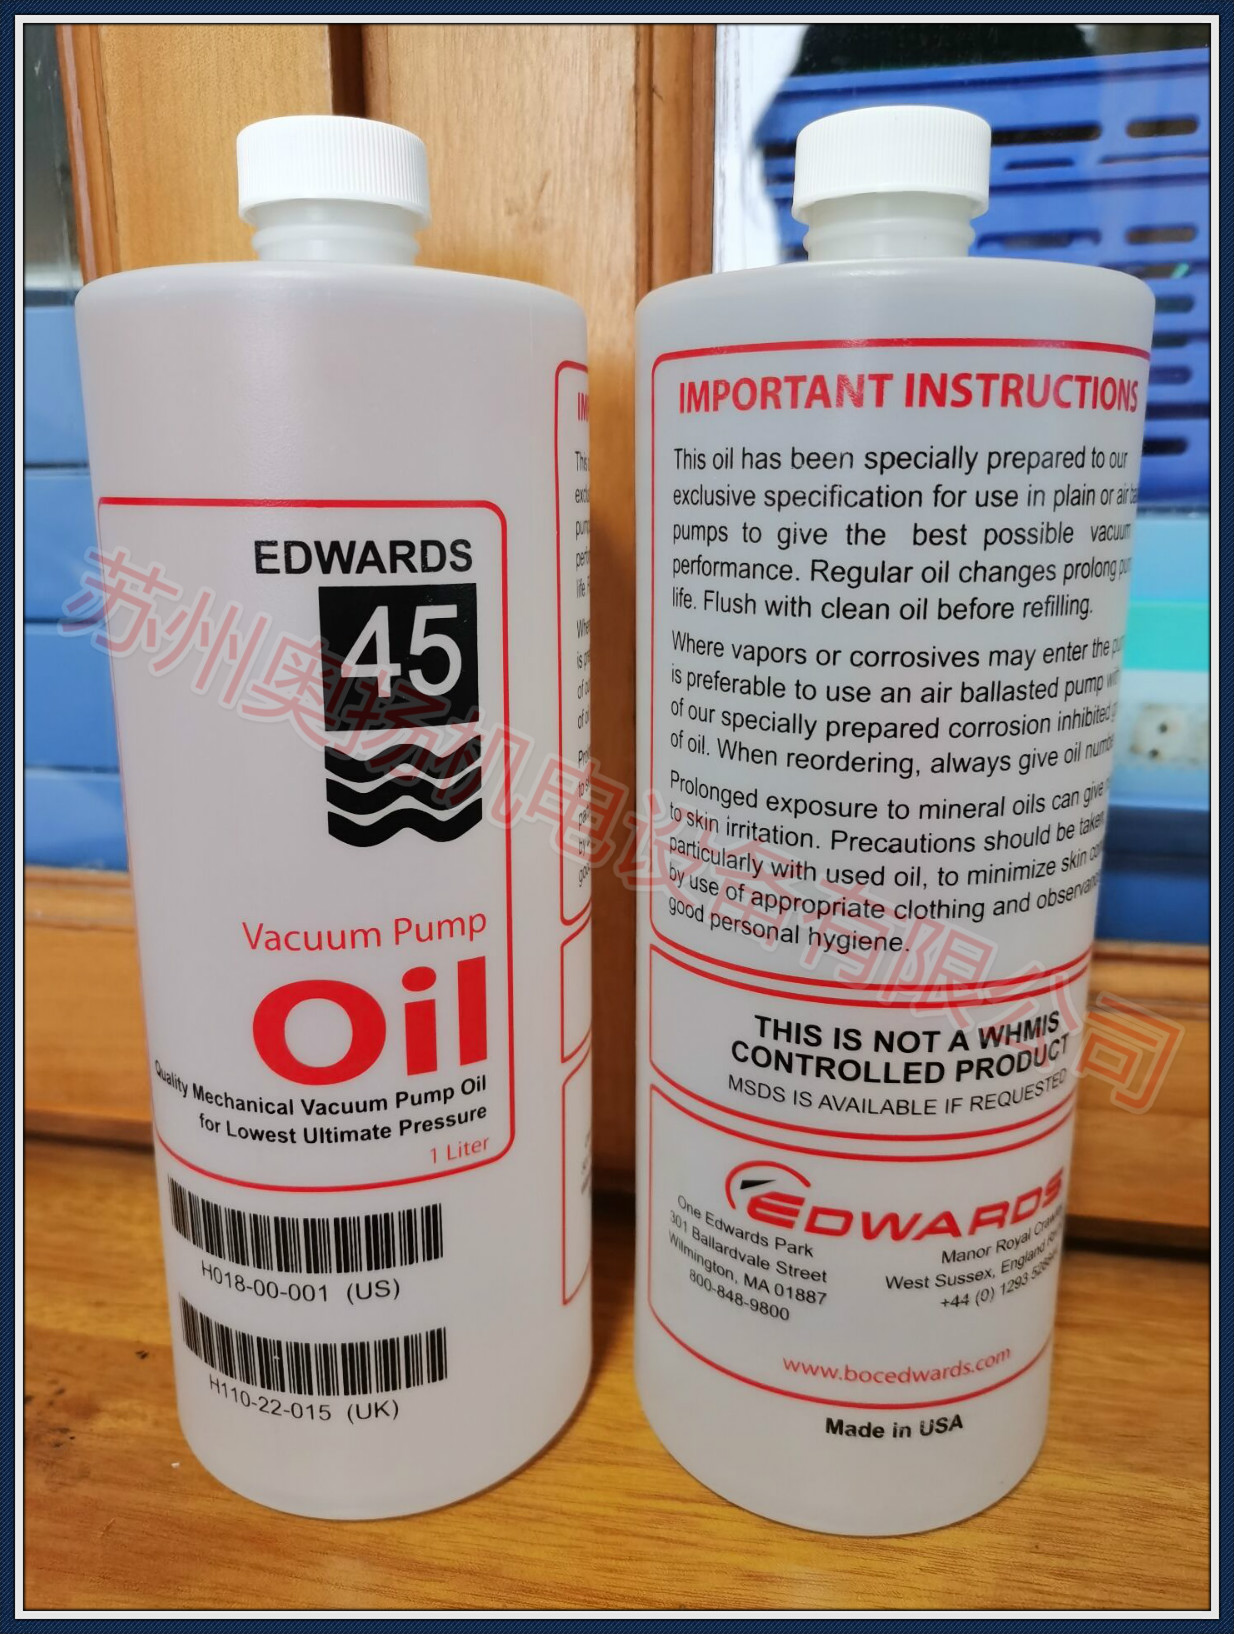 EDWARDS
45
Vacuum Pump
Oil
Quality Mechanical Vacuum Pump Oil
for Lowest Ultimate Pressure
1 Liter
H018-00-001 (US)
H110-22-015 (UK)
IMPORTANT INSTRUCTIONS
This oil has been specially prepared to our
exclusive specification for use in plain or air
pumps to give the best possible vacuum
performance. Regular oil changes prolong
life. Flush with clean oil before refilling.
Where vapors or corrosives may enter the
is preferable to use an air ballasted pump
of our specially prepared corrosion inhibited
of oil. When reordering, always give oil
Prolonged exposure to mineral oils can give
to skin irritation. Precautions should be taken,
particularly with used oil, to minimize skin
by use of appropriate clothing and
good personal hygiene.
THIS IS NOT A WHMIS
CONTROLLED PRODUCT
MSDS IS AVAILABLE IF REQUESTED
EDWARDS
One Edwards Park
301 Ballardvale Street
Wilmington, MA 01887
800-848-9800
Manor Royal
West Sussex, England
+44 (0) 1293
www.bocedwards.com
Made in USA
苏州奥扬机电设备有限公司